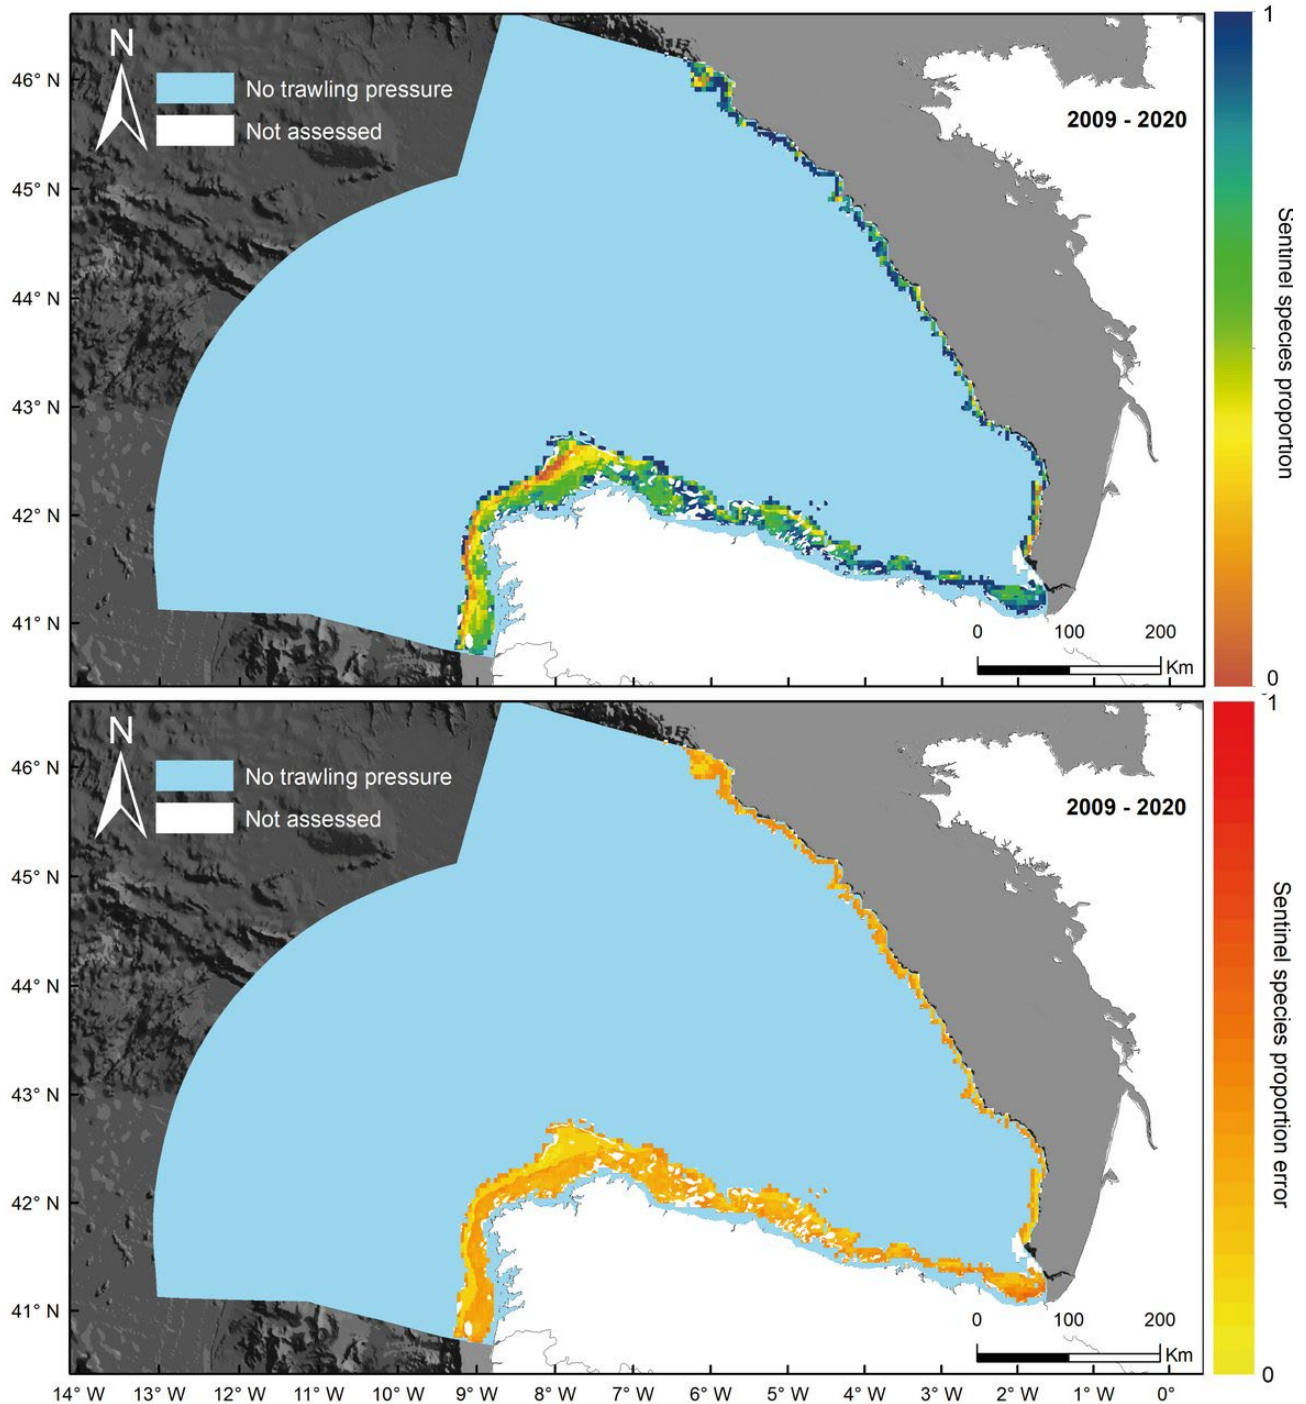 N
No trawling pressure
Not assessed
2009 - 2020
46° N
45° N
44° N
43° N
42° N
41° N
0 100 200
Km
1
Sentinel species proportion
0
N
No trawling pressure
Not assessed
2009 - 2020
46° N
45° N
44° N
43° N
42° N
41° N
0 100 200
Km
1
Sentinel species proportion error
0
14° W 13° W 12° W 11° W 10° W 9° W 8° W 7° W 6° W 5° W 4° W 3° W 2° W 1° W 0°